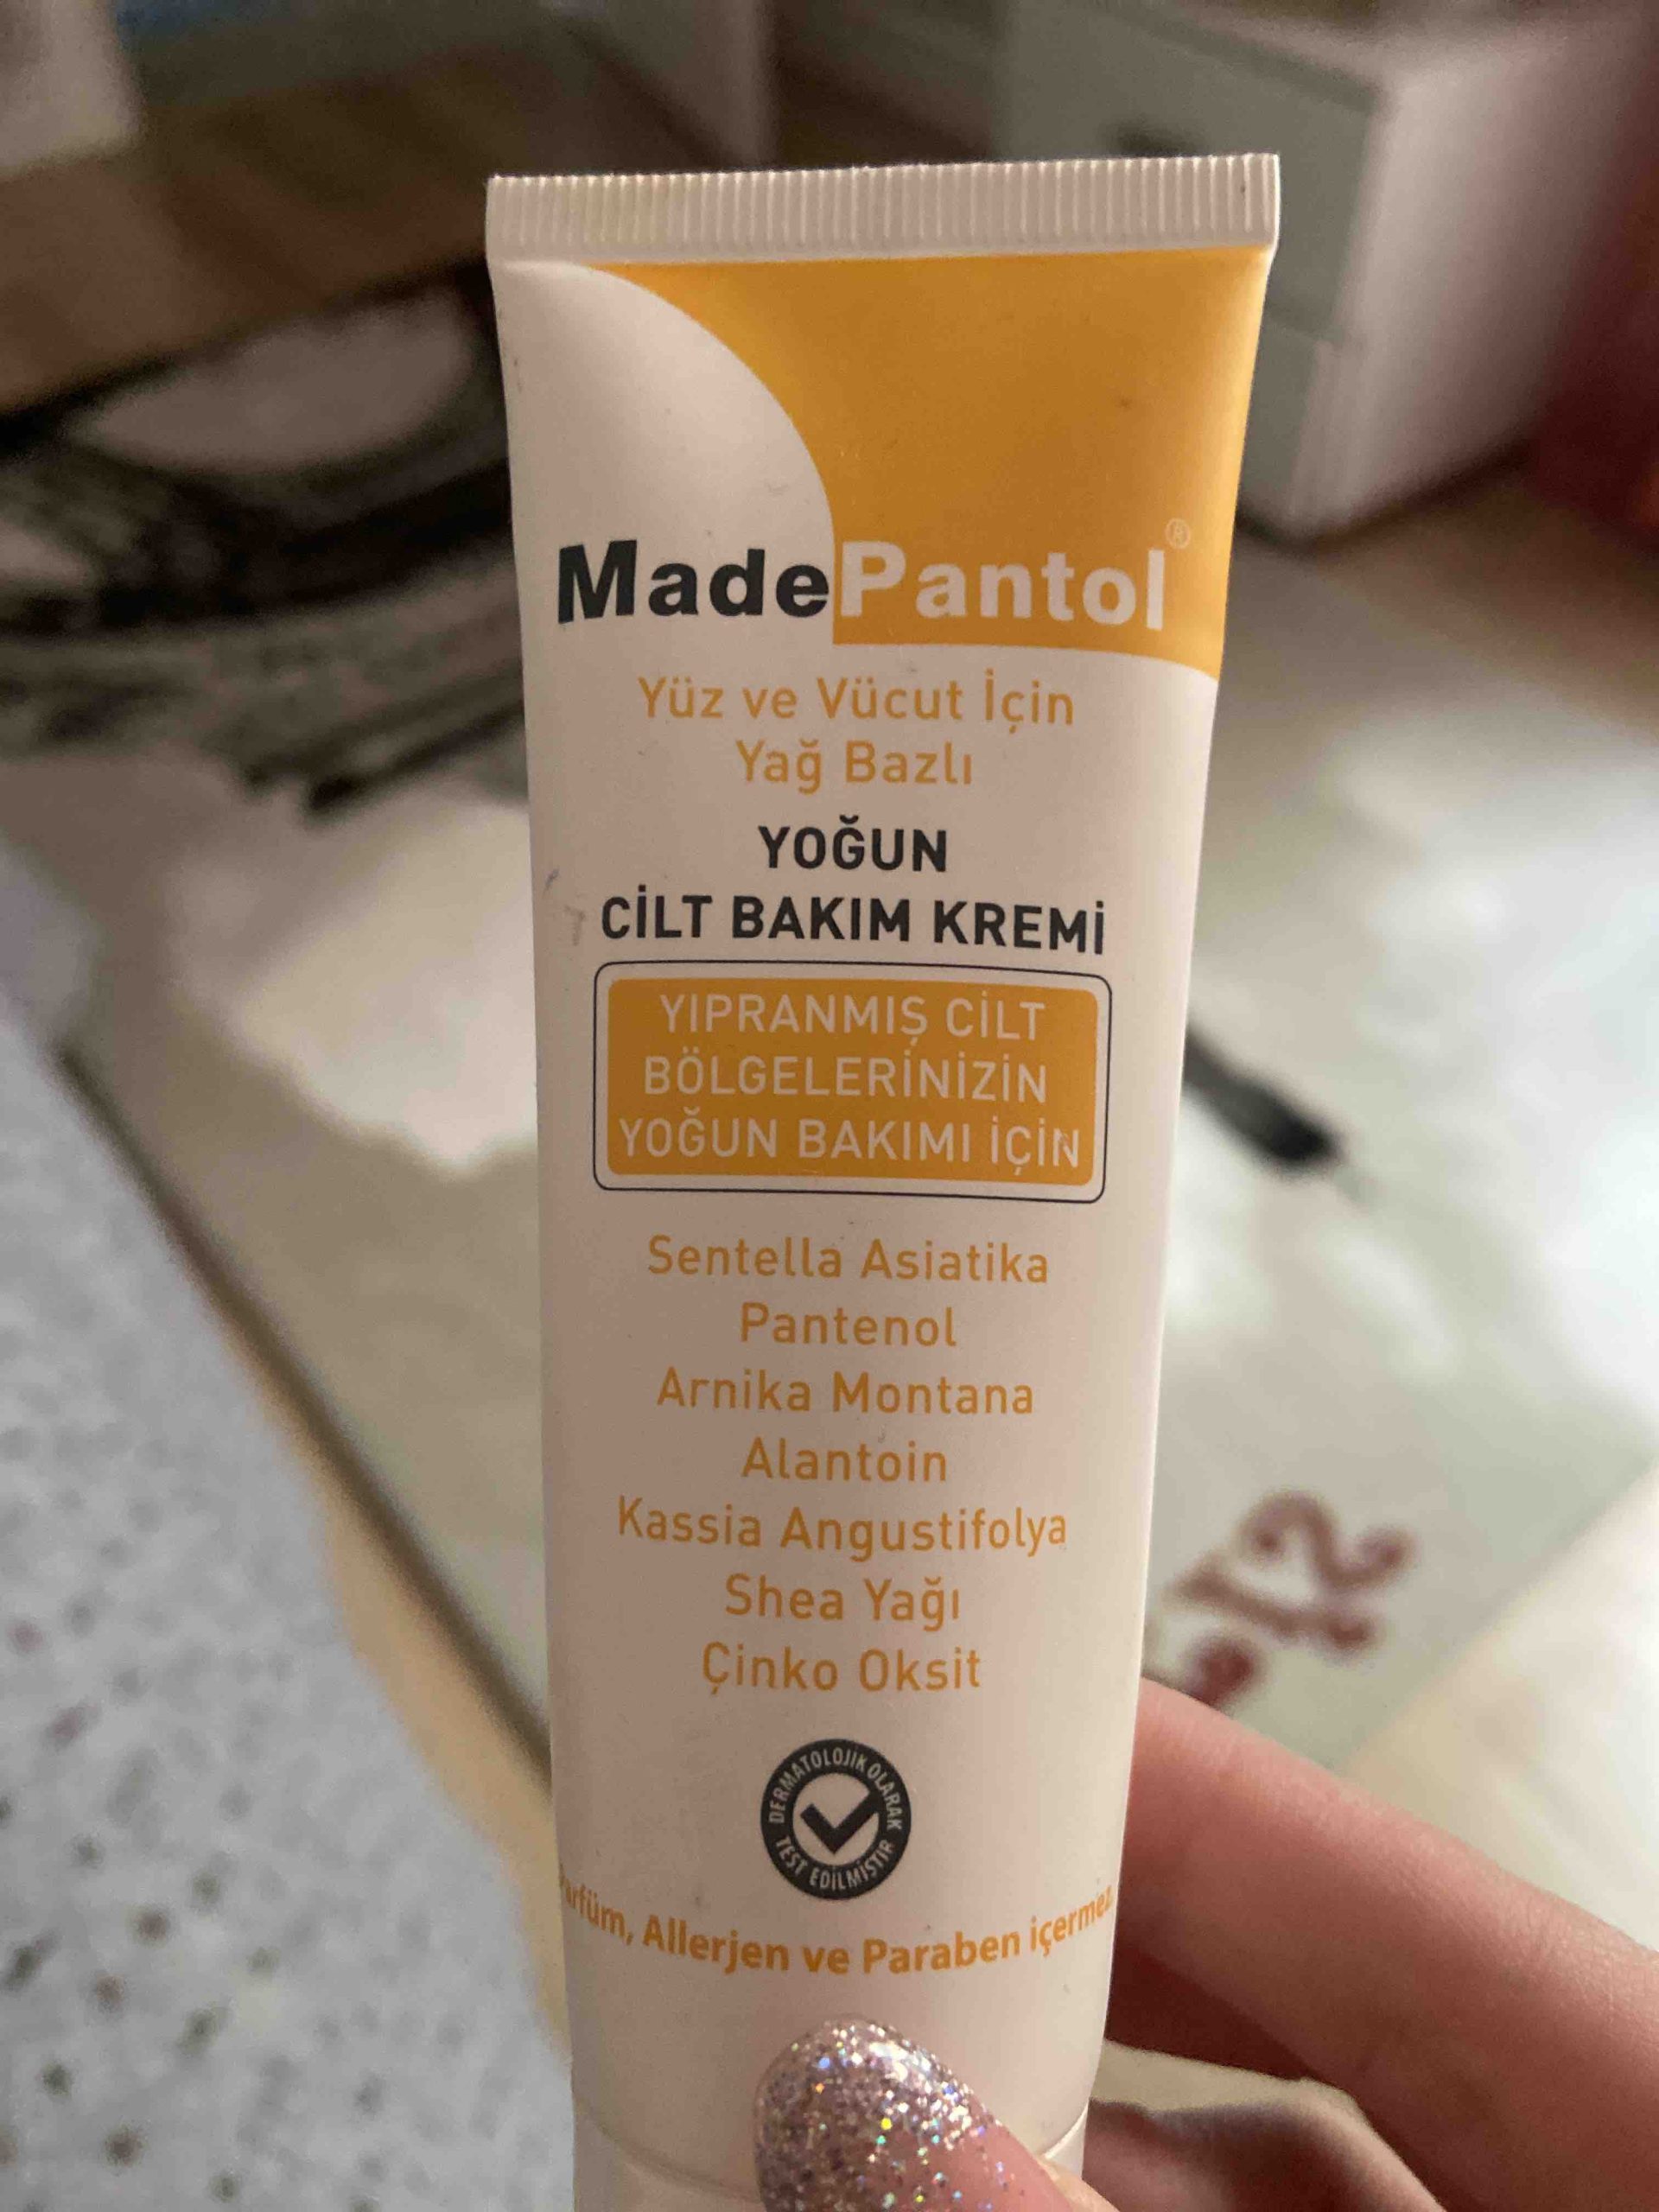 MadePantol®
Yüz ve Vücut İçin
Yağ Bazlı
YOĞUN
CİLT BAKIM KREMİ
YIPRANMIŞ CİLT
BÖLGELERİNİZİN
YOĞUN BAKIMI İÇİN
Sentella Asiatika
Pantenol
Arnika Montana
Alantoin
Kassia Angustifolya
Shea Yağı
Çinko Oksit
DERMATOLOJİK OLARAK
TEST EDİLMİŞTİR
arfüm, Allerjen ve Paraben içermez.